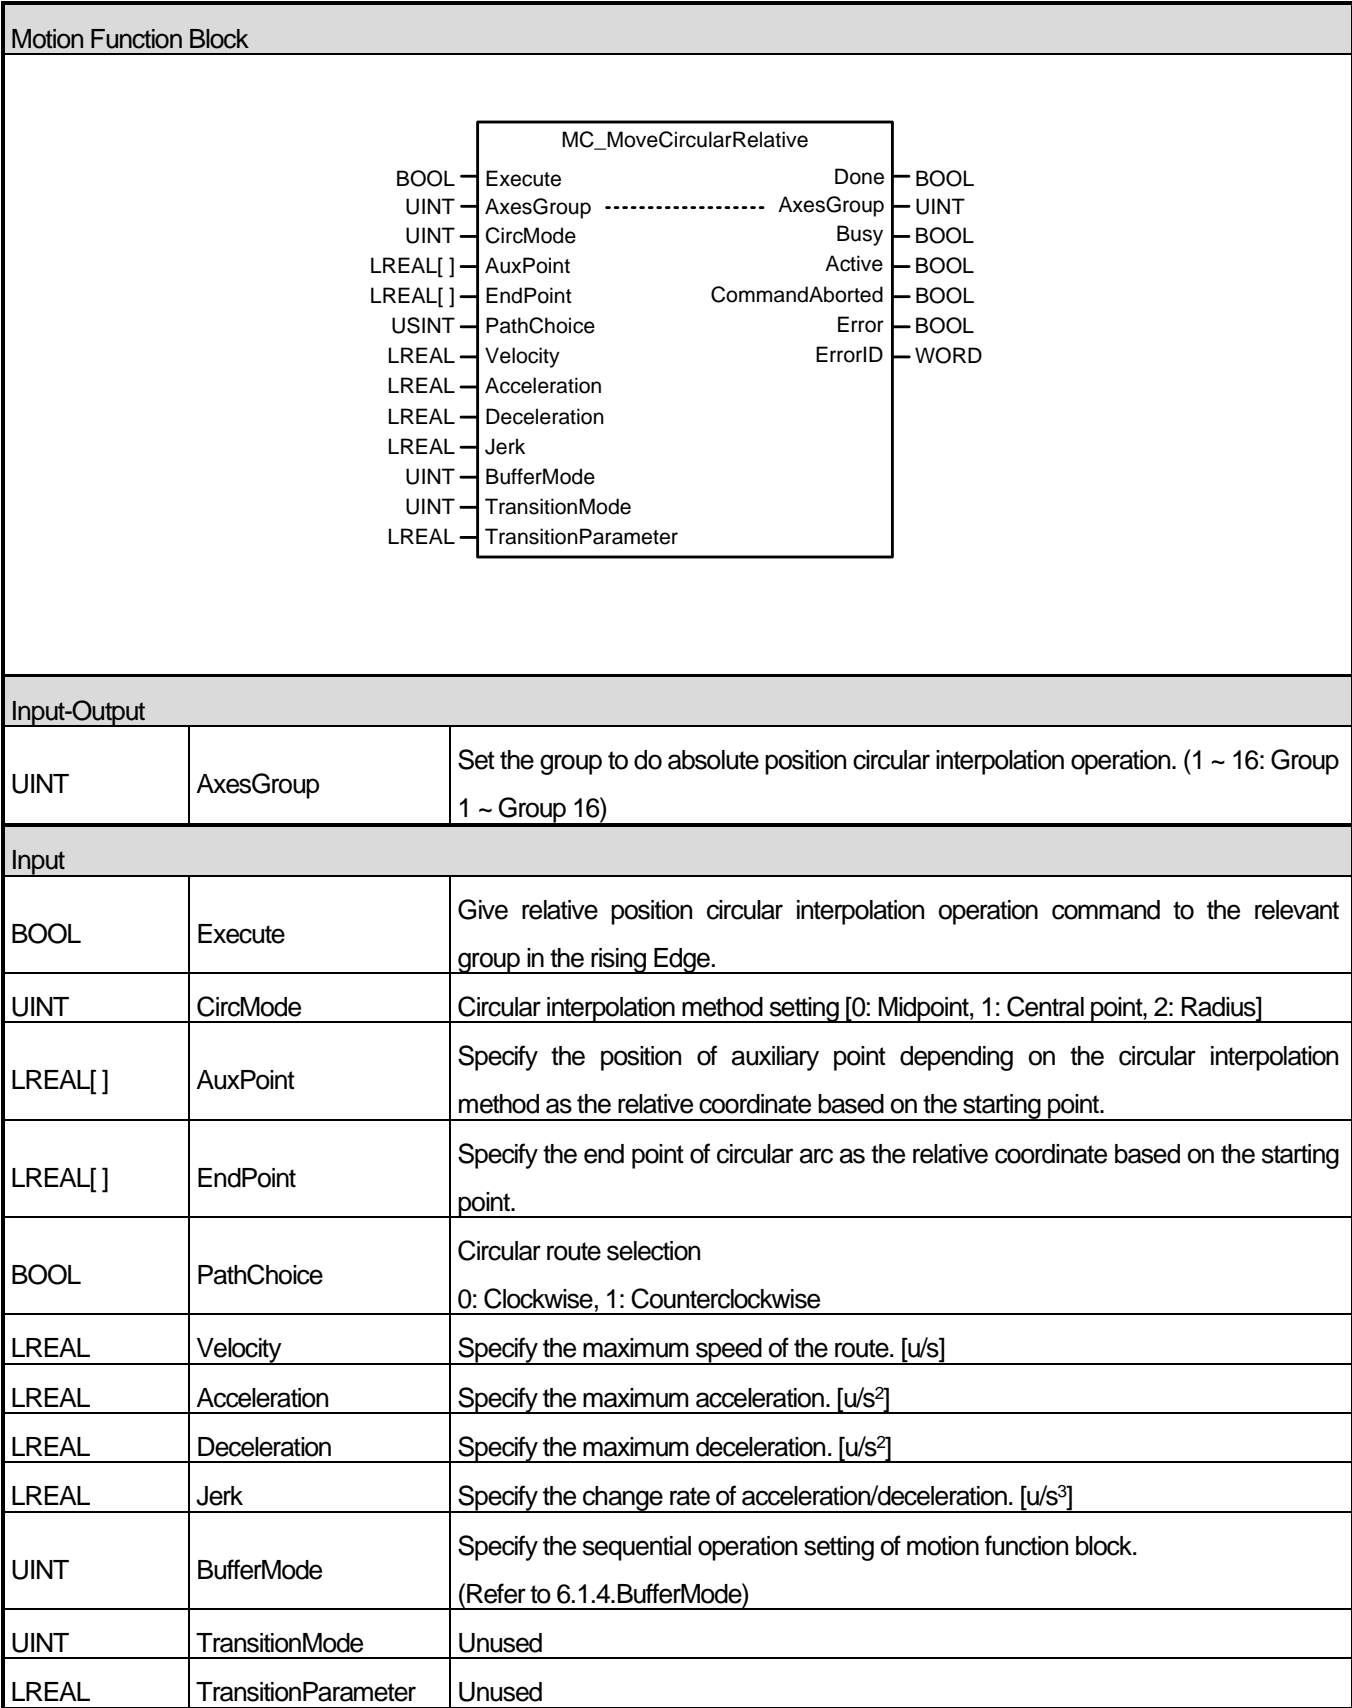 Motion Function Block
MC_MoveCircularRelative
BOOL Execute Done BOOL
UINT AxesGroup AxesGroup UINT
UINT CircMode Busy BOOL
LREAL[ ] AuxPoint Active BOOL
LREAL[ ] EndPoint CommandAborted BOOL
USINT PathChoice Error BOOL
LREAL Velocity ErrorID WORD
LREAL Acceleration
LREAL Deceleration
LREAL Jerk
UINT BufferMode
UINT TransitionMode
LREAL TransitionParameter
Input-Output
UINT AxesGroup Set the group to do absolute position circular interpolation operation. (1 ~ 16: Group
1 ~ Group 16)
Input
BOOL Execute Give relative position circular interpolation operation command to the relevant
group in the rising Edge.
UINT CircMode Circular interpolation method setting [0: Midpoint, 1: Central point, 2: Radius]
LREAL[ ] AuxPoint Specify the position of auxiliary point depending on the circular interpolation
method as the relative coordinate based on the starting point.
LREAL[ ] EndPoint Specify the end point of circular arc as the relative coordinate based on the starting
point.
BOOL PathChoice Circular route selection
0: Clockwise, 1: Counterclockwise
LREAL Velocity Specify the maximum speed of the route. [u/s]
LREAL Acceleration Specify the maximum acceleration. [u/s²]
LREAL Deceleration Specify the maximum deceleration. [u/s²]
LREAL Jerk Specify the change rate of acceleration/deceleration. [u/s³]
UINT BufferMode Specify the sequential operation setting of motion function block.
(Refer to 6.1.4.BufferMode)
UINT TransitionMode Unused
LREAL TransitionParameter Unused